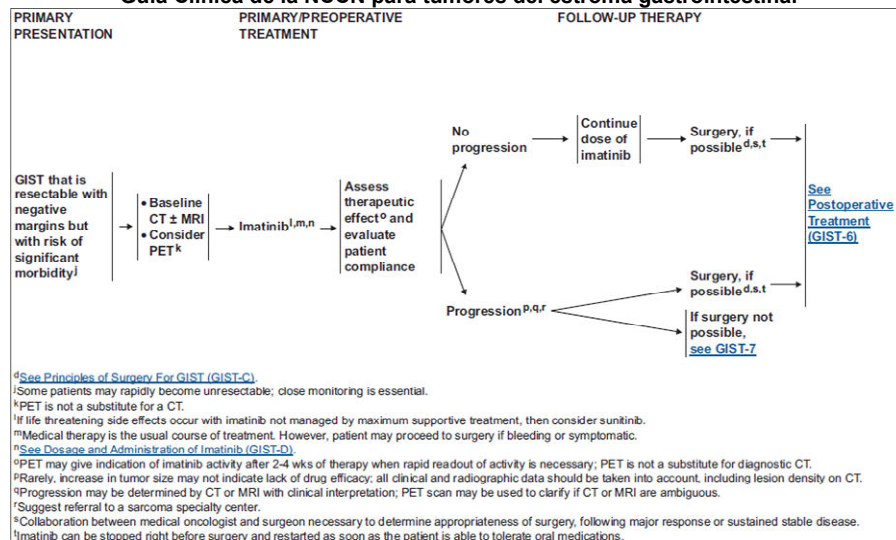 Guía Clínica de la NCCN para tumores del estroma gastrointestinal
PRIMARY
PRESENTATION
PRIMARY/PREOPERATIVE
TREATMENT
FOLLOW-UP THERAPY
GIST that is
resectable with
negative
margins but
with risk of
significant
morbidityj
• Baseline
CT ± MRI
• Consider
PETk
Imatinibl,m,n
Assess
therapeutic
effecto and
evaluate
patient
compliance
No
progression
Continue
dose of
imatinib
Surgery, if
possibled,s,t
See
Postoperative
Treatment
(GIST-6)
Progressionp,q,r
Surgery, if
possibled,s,t
If surgery not
possible,
see GIST-7
dSee Principles of Surgery For GIST (GIST-C).
jSome patients may rapidly become unresectable; close monitoring is essential.
kPET is not a substitute for a CT.
lIf life threatening side effects occur with imatinib not managed by maximum supportive treatment, then consider sunitinib.
mMedical therapy is the usual course of treatment. However, patient may proceed to surgery if bleeding or symptomatic.
nSee Dosage and Administration of Imatinib (GIST-D).
oPET may give indication of imatinib activity after 2-4 wks of therapy when rapid readout of activity is necessary; PET is not a substitute for diagnostic CT.
pRarely, increase in tumor size may not indicate lack of drug efficacy; all clinical and radiographic data should be taken into account, including lesion density on CT.
qProgression may be determined by CT or MRI with clinical interpretation; PET scan may be used to clarify if CT or MRI are ambiguous.
rSuggest referral to a sarcoma specialty center.
sCollaboration between medical oncologist and surgeon necessary to determine appropriateness of surgery, following major response or sustained stable disease.
tImatinib can be stopped right before surgery and restarted as soon as the patient is able to tolerate oral medications.